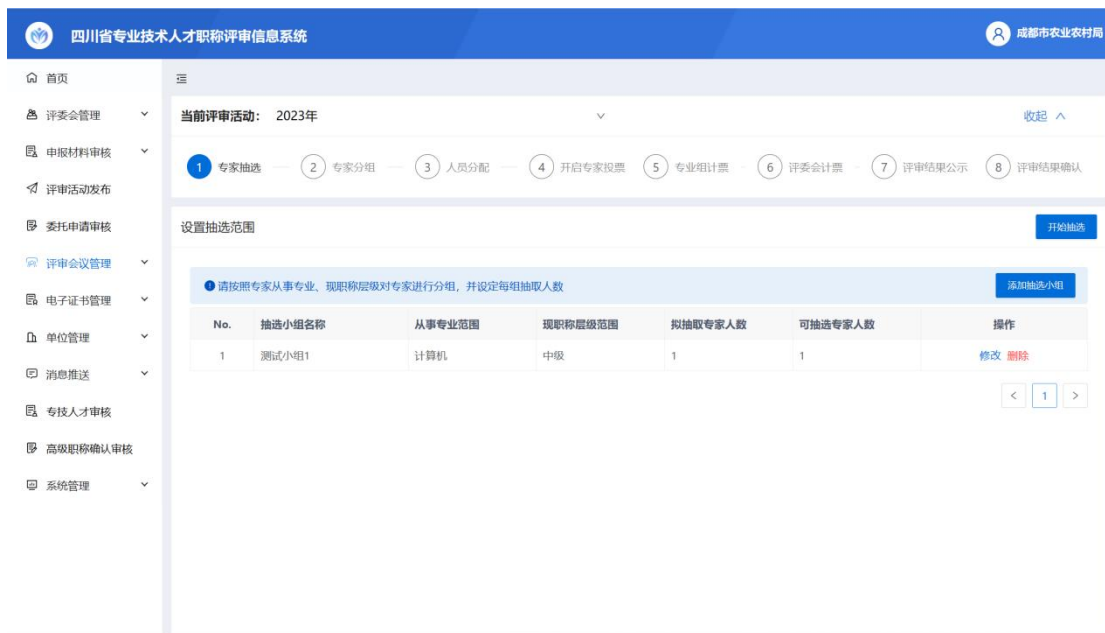 四川省专业技术人才职称评审信息系统
成都市农业农村局
首页
评委会管理
申报材料审核
评审活动发布
委托申请审核
评审会议管理
电子证书管理
单位管理
消息推送
专技人才审核
高级职称确认审核
系统管理
当前评审活动： 2023年
收起
1 专家抽选 2 专家分组 3 人员分配 4 开启专家投票 5 专业组计票 6 评委会计票 7 评审结果公示 8 评审结果确认
设置抽选范围 开始抽选
请按照专家从事专业、现职称层级对专家进行分组，并设定每组抽取人数 添加抽选小组
No. 抽选小组名称 从事专业范围 现职称层级范围 拟抽取专家人数 可抽选专家人数 操作
1 测试小组1 计算机 中级 1 1 修改 删除
< 1 >